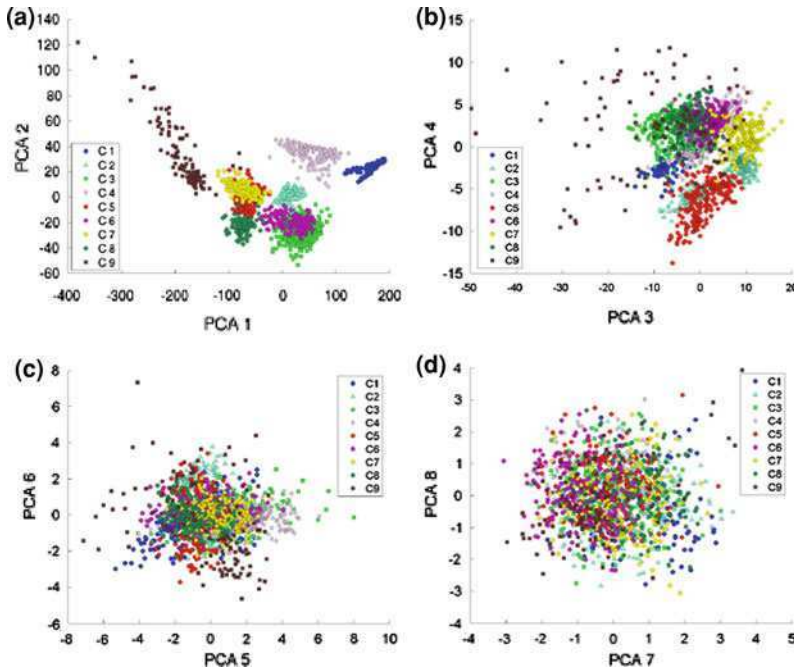 (a)
140
120
100
80
60
40
20
0
-20
-40
-60
PCA 2
C 1
C 2
C 3
C 4
C 5
C 6
C 7
C 8
C 9
-400 -300 -200 -100 0 100 200
PCA 1
(b)
15
10
5
0
-5
-10
-15
PCA 4
C1
C2
C3
C4
C5
C6
C7
C8
C9
-50 -40 -30 -20 -10 0 10 20
PCA 3
(c)
8
6
4
2
0
-2
-4
-6
PCA 6
C1
C2
C3
C4
C5
C6
C7
C8
C9
-8 -6 -4 -2 0 2 4 6 8 10
PCA 5
(d)
4
3
2
1
0
-1
-2
-3
-4
PCA 8
C1
C2
C3
C4
C5
C6
C7
C8
C9
-4 -3 -2 -1 0 1 2 3 4 5
PCA 7